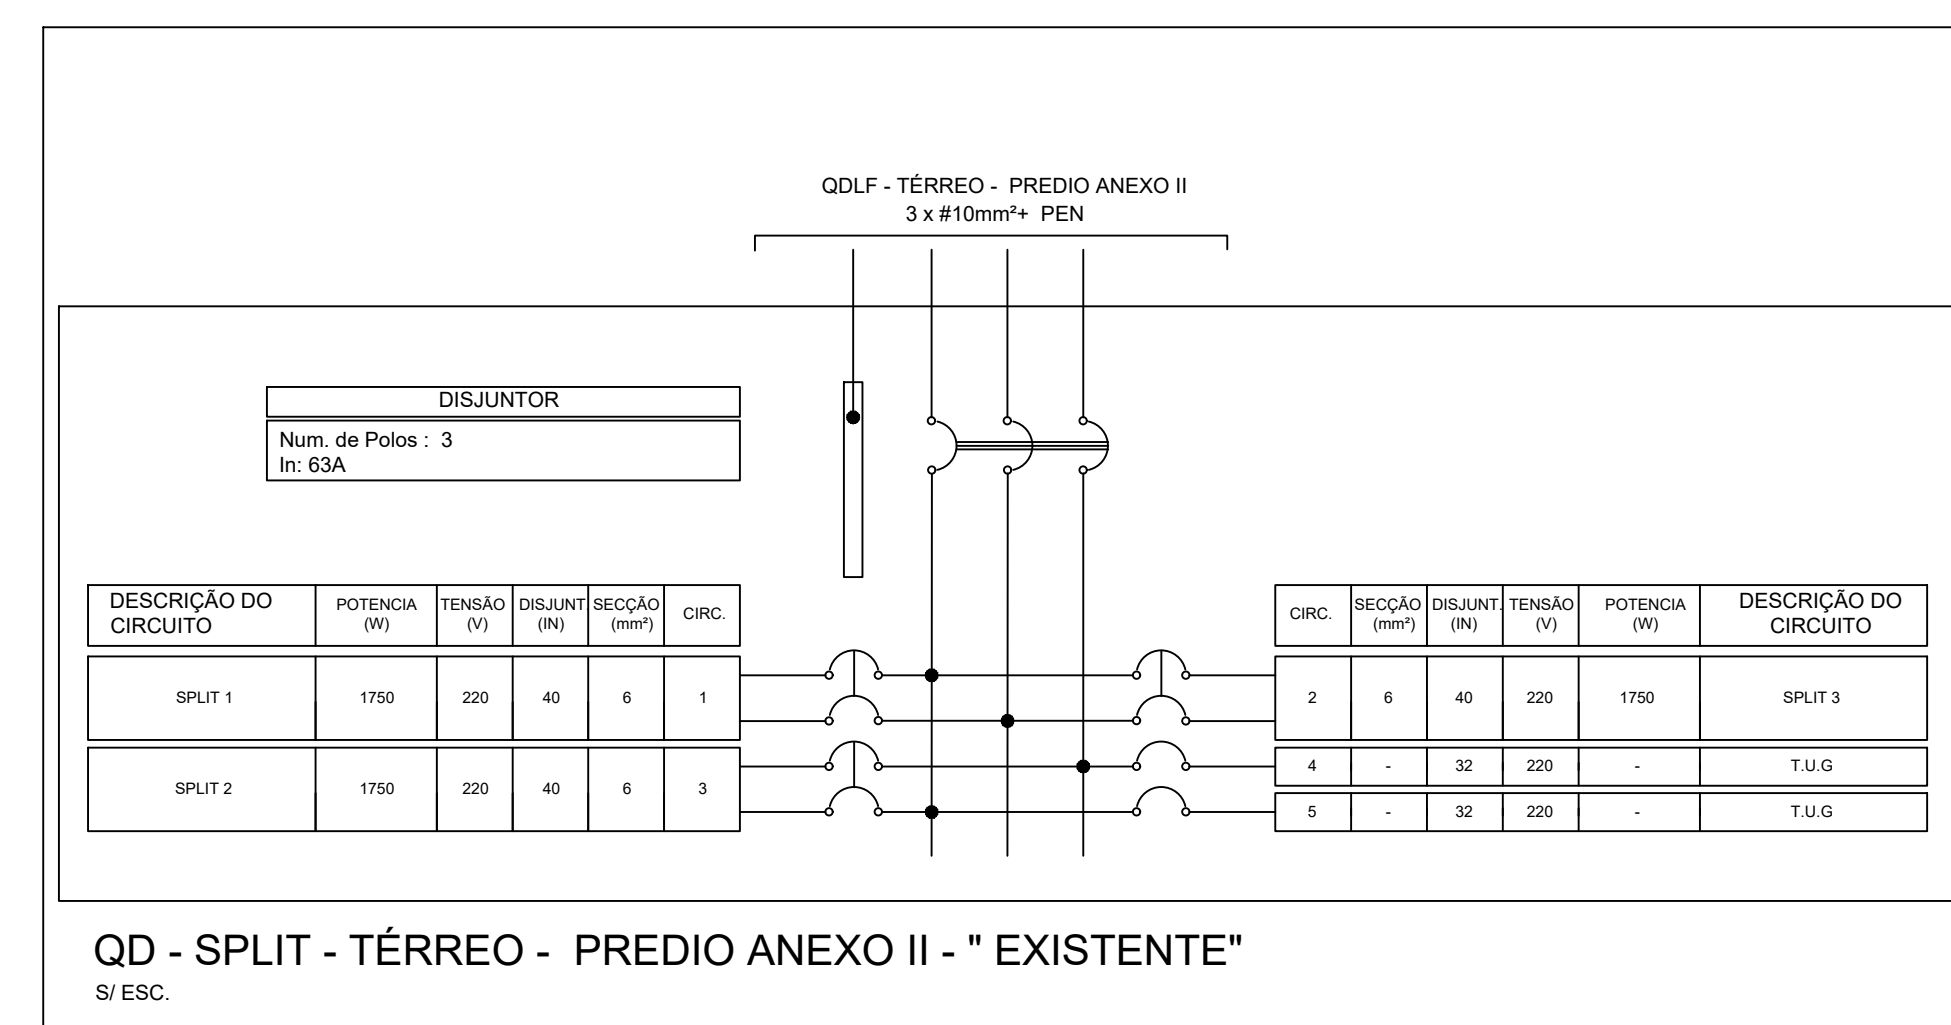 QDLF - TÉRREO -  PREDIO ANEXO II
3 x #10mm²+  PEN
DISJUNTOR
Num. de Polos :  3
In: 63A
DESCRIÇÃO DO CIRCUITO POTENCIA (W) TENSÃO (V) DISJUNT. (IN) SECÇÃO (mm²) CIRC.
SPLIT 1 1750 220 40 6 1
SPLIT 2 1750 220 40 6 3
CIRC. SECÇÃO (mm²) DISJUNT. (IN) TENSÃO (V) POTENCIA (W) DESCRIÇÃO DO CIRCUITO
2 6 40 220 1750 SPLIT 3
4 - 32 220 - T.U.G
5 - 32 220 - T.U.G
QD - SPLIT - TÉRREO -  PREDIO ANEXO II - " EXISTENTE"
S/ ESC.